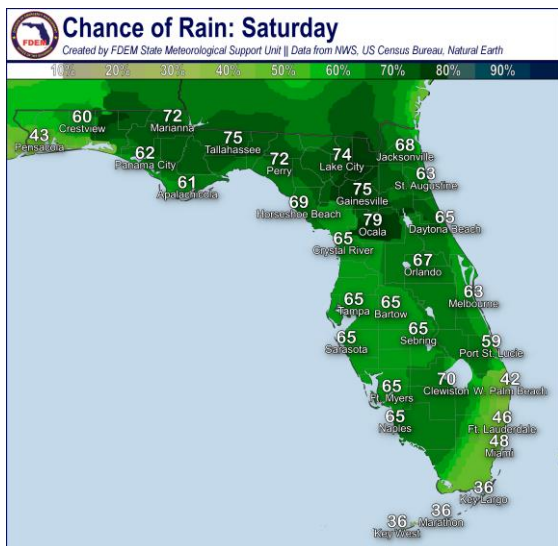 FDEM
Chance of Rain: Saturday
Created by FDEM State Meteorological Support Unit || Data from NWS, US Census Bureau, Natural Earth
10% 20% 30% 40% 50% 60% 70% 80% 90%
60
Crestview
72
Marianna
43
Pensacola
62
Panama City
75
Tallahassee
72
Perry
74
Lake City
68
Jacksonville
61
Apalachicola
63
St. Augustine
69
Horseshoe Beach
75
Gainesville
79
Ocala
65
Daytona Beach
65
Crystal River
67
Orlando
63
Melbourne
65
Tampa
65
Bartow
65
Sarasota
65
Sebring
59
Port St. Lucie
65
Ft. Myers
70
Clewiston
42
W. Palm Beach
65
Naples
46
Ft. Lauderdale
48
Miami
36
Key Largo
36
Marathon
36
Key West